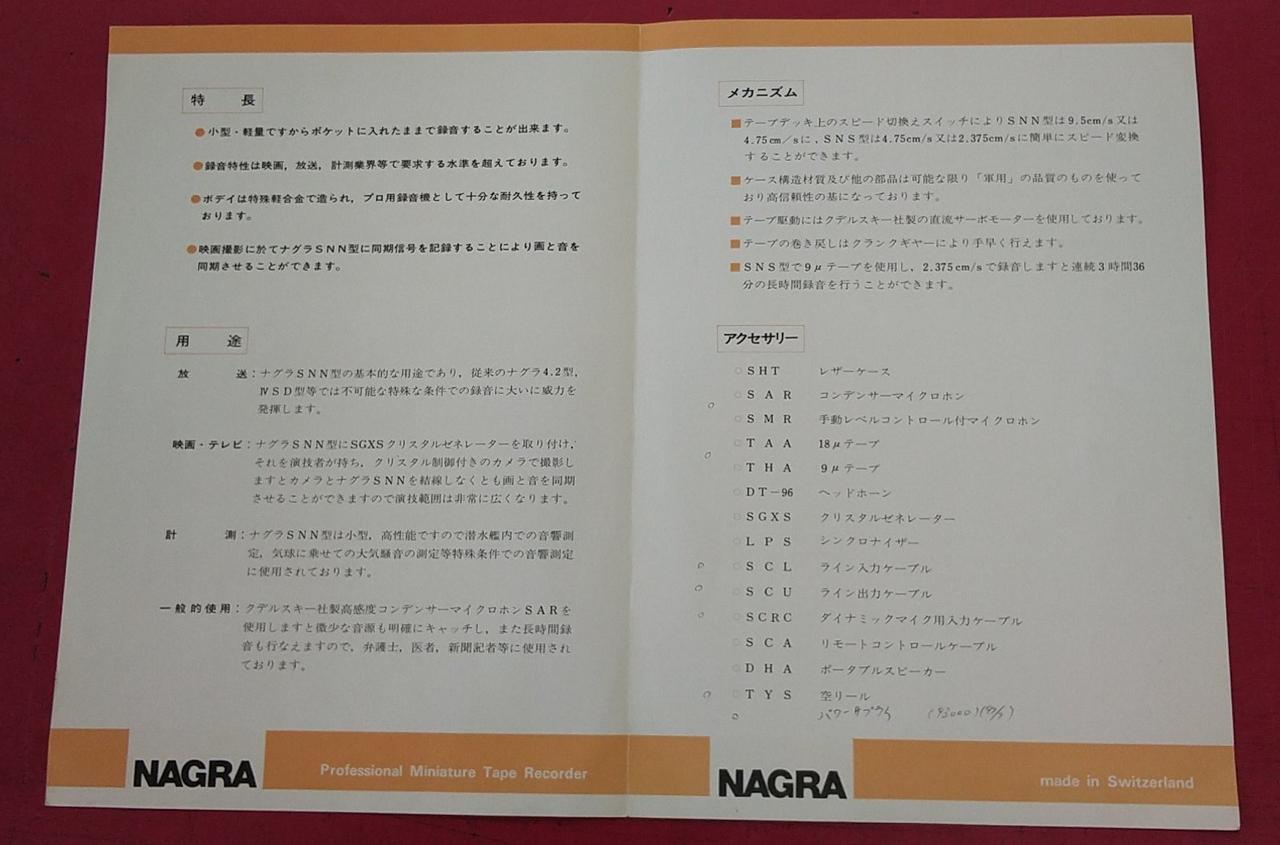 特 長
小型・軽量ですからポケットに入れたままで録音することが出来ます。
録音特性は映画，放送，計測業界等で要求する水準を超えております。
ボデイは特殊軽合金で造られ，プロ用録音機として十分な耐久性を持って
おります。
映画撮影に於てナグラSNN型に同期信号を記録することにより画と音を
同期させることができます。
用 途
放 送：ナグラSNN型の基本的な用途であり，従来のナグラ4.2型，
ⅣSD型等では不可能な特殊な条件での録音に大いに威力を
発揮します。
映画・テレビ：ナグラSNN型にSGXSクリスタルゼネレーターを取り付け，
それを演技者が持ち，クリスタル制御付きのカメラで撮影し
ますとカメラとナグラSNNを結線しなくとも画と音を同期
させることができますので演技範囲は非常に広くなります。
計 測：ナグラSNN型は小型，高性能ですので潜水艦内での音響測
定，気球に乗せての大気騒音の測定等特殊条件での音響測定
に使用されております。
一般的使用：クデルスキー社製高感度コンデンサーマイクロホンSARを
使用しますと微少な音源も明確にキャッチし，また長時間録
音も行なえますので，弁護士，医者，新聞記者等に使用され
ております。
NAGRA Professional Miniature Tape Recorder
メカニズム
テープデッキ上のスピード切換えスイッチによりSNN型は9.5cm/s又は
4.75cm/sに、SNS型は4.75cm/s又は2.375cm/sに簡単にスピード変換
することができます。
ケース構造材質及び他の部品は可能な限り「軍用」の品質のものを使って
おり高信頼性の基になっております。
テープ駆動にはクデルスキー社製の直流サーボモーターを使用しております。
テープの巻き戻しはクランクギヤーにより手早く行えます。
SNS型で9μテープを使用し，2.375cm/sで録音しますと連続3時間36
分の長時間録音を行うことができます。
アクセサリー
SHT レザーケース
SAR コンデンサーマイクロホン
SMR 手動レベルコントロール付マイクロホン
TAA 18μテープ
THA 9μテープ
DT-96 ヘッドホーン
SGXS クリスタルゼネレーター
LPS シンクロナイザー
SCL ライン入力ケーブル
SCU ライン出力ケーブル
SCRC ダイナミックマイク用入力ケーブル
SCA リモートコントロールケーブル
DHA ポータブルスピーカー
TYS 空リール
パワーサプライ
NAGRA made in Switzerland